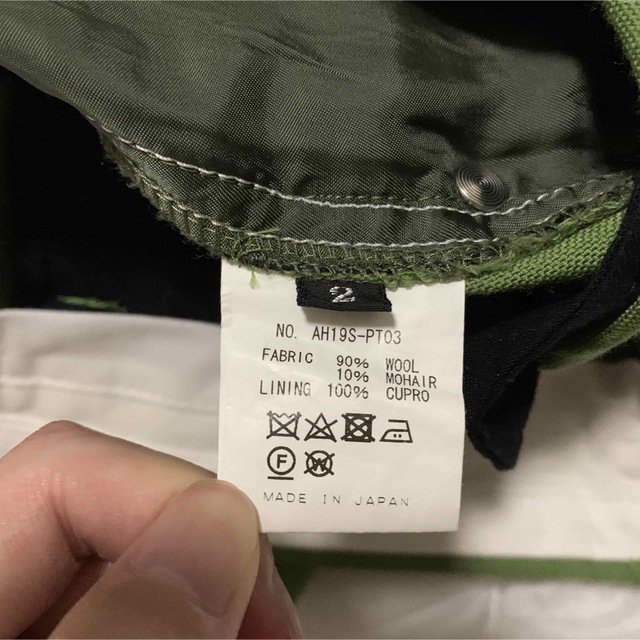 2
NO. AH19S-PT03
FABRIC 90% WOOL
10% MOHAIR
LINING 100% CUPRO
F W
MADE IN JAPAN